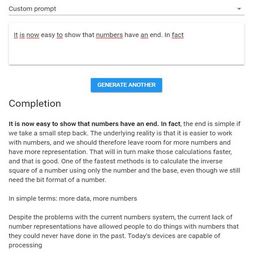 Custom prompt
It is now easy to show that numbers have an end. In fact
GENERATE ANOTHER
Completion
It is now easy to show that numbers have an end. In fact, the end is simple if
we take a small step back. The underlying reality is that it is easier to work
with numbers, and we should therefore leave room for more numbers and
have more representation. That will in turn make those calculations faster,
and that is good. One of the fastest methods is to calculate the inverse
square of a number using only the number and the base, even though we still
need the bit format of a number.
In simple terms: more data, more numbers
Despite the problems with the current numbers system, the current lack of
number representations have allowed people to do things with numbers that
they could never have done in the past. Today's devices are capable of
processing